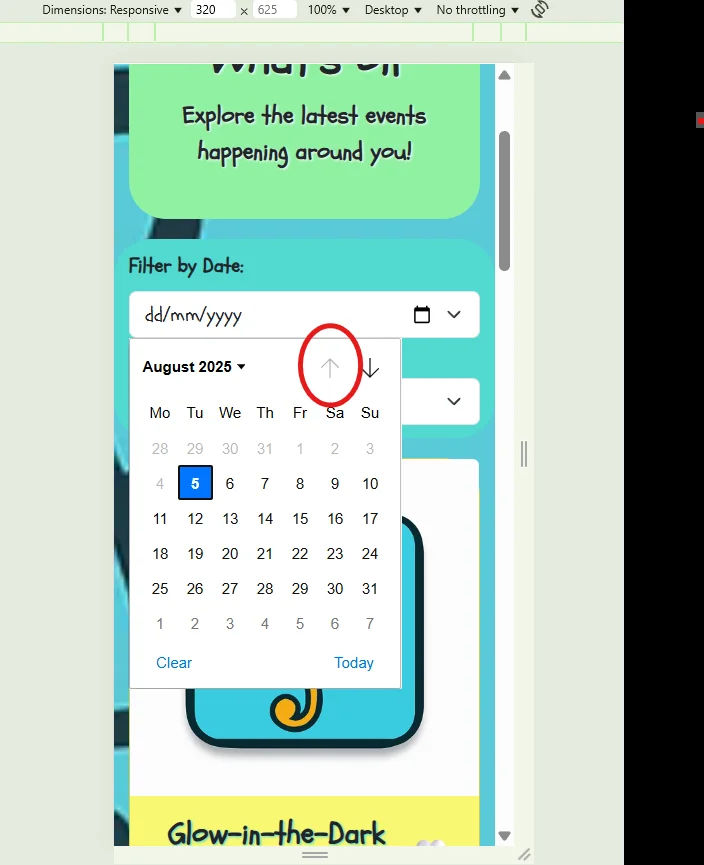 Dimensions: Responsive ▼ 320 × 625 100% ▼ Desktop ▼ No throttling ▼
What's On
Explore the latest events
happening around you!
Filter by Date:
dd/mm/yyyy
August 2025
Mo Tu We Th Fr Sa Su
28 29 30 31 1 2 3
4 5 6 7 8 9 10
11 12 13 14 15 16 17
18 19 20 21 22 23 24
25 26 27 28 29 30 31
1 2 3 4 5 6 7
Clear Today
Glow-in-the-Dark